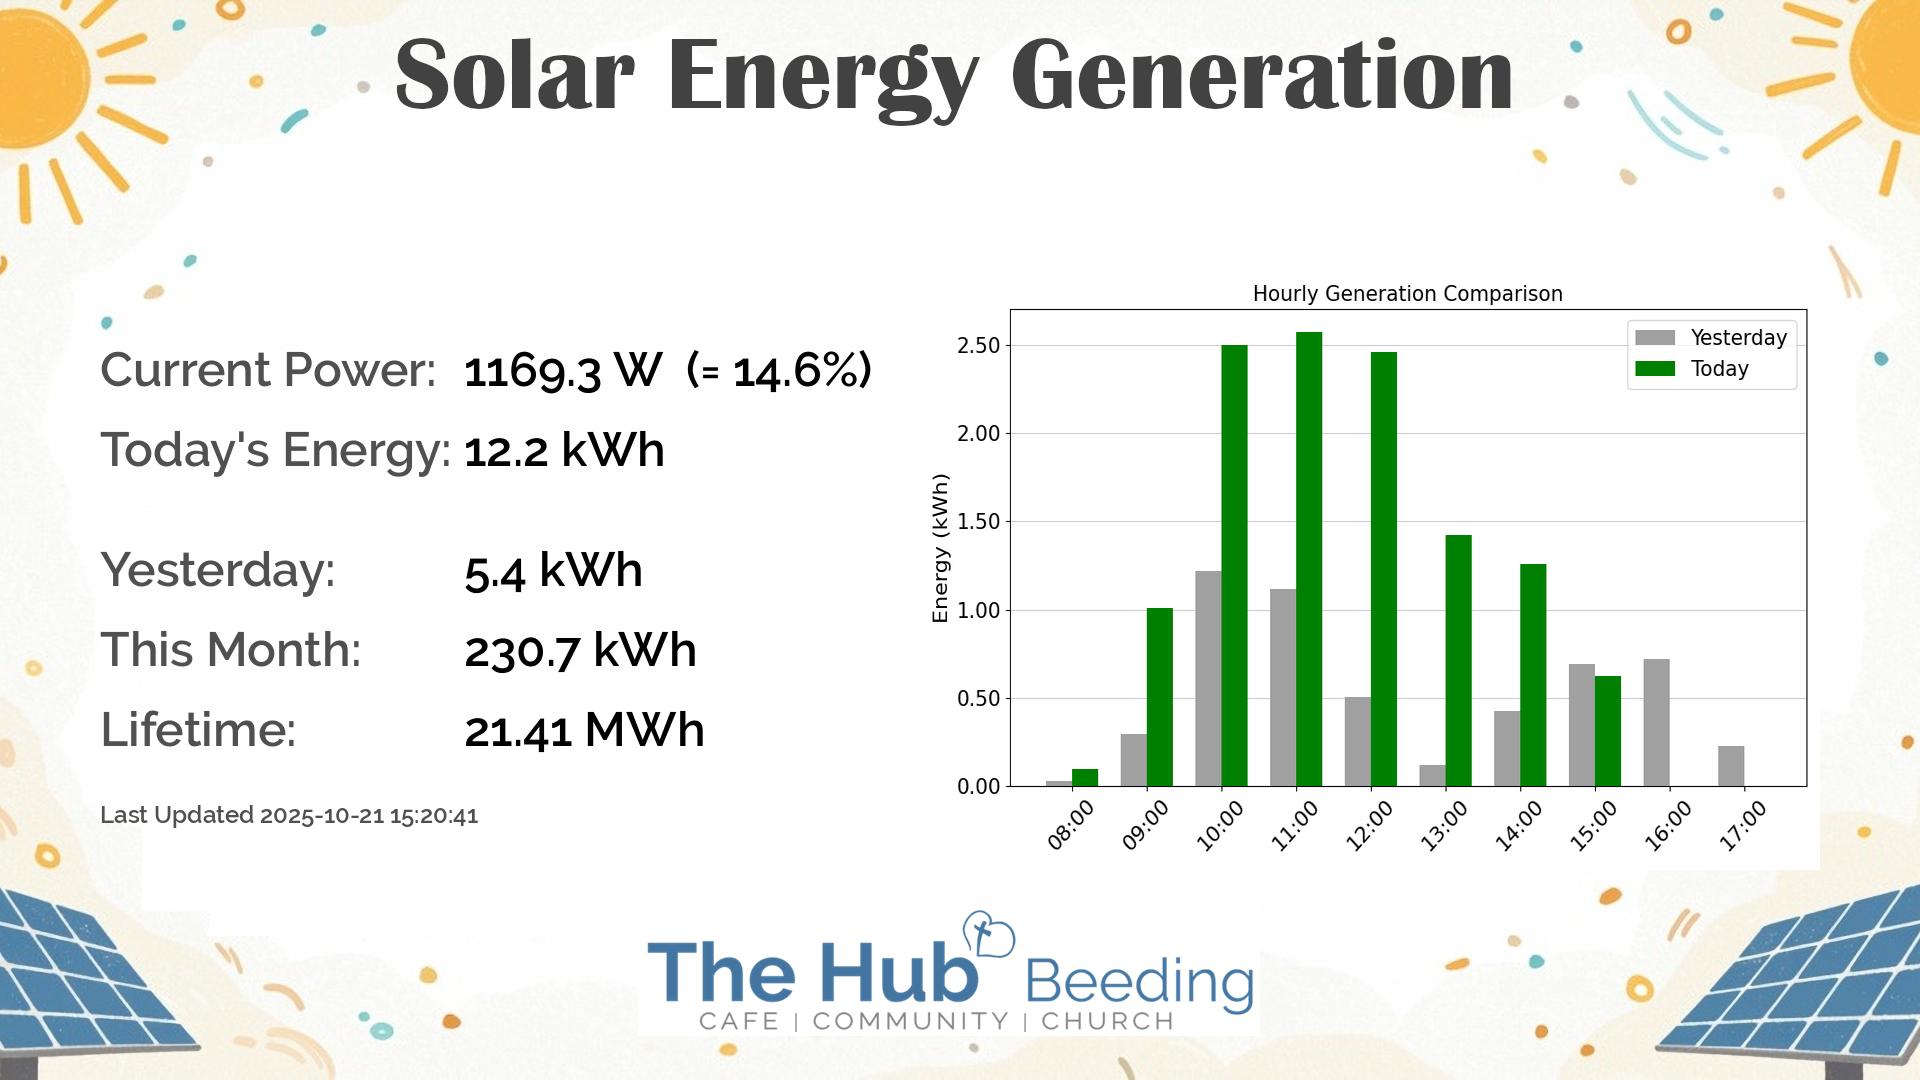 Solar Energy Generation
Current Power: 1169.3 W (= 14.6%)
Today's Energy: 12.2 kWh
Yesterday: 5.4 kWh
This Month: 230.7 kWh
Lifetime: 21.41 MWh
Last Updated 2025-10-21 15:20:41
Hourly Generation Comparison
Yesterday
Today
Energy (kWh)
2.50
2.00
1.50
1.00
0.50
0.00
08:00 09:00 10:00 11:00 12:00 13:00 14:00 15:00 16:00 17:00
The Hub Beeding
CAFE | COMMUNITY | CHURCH